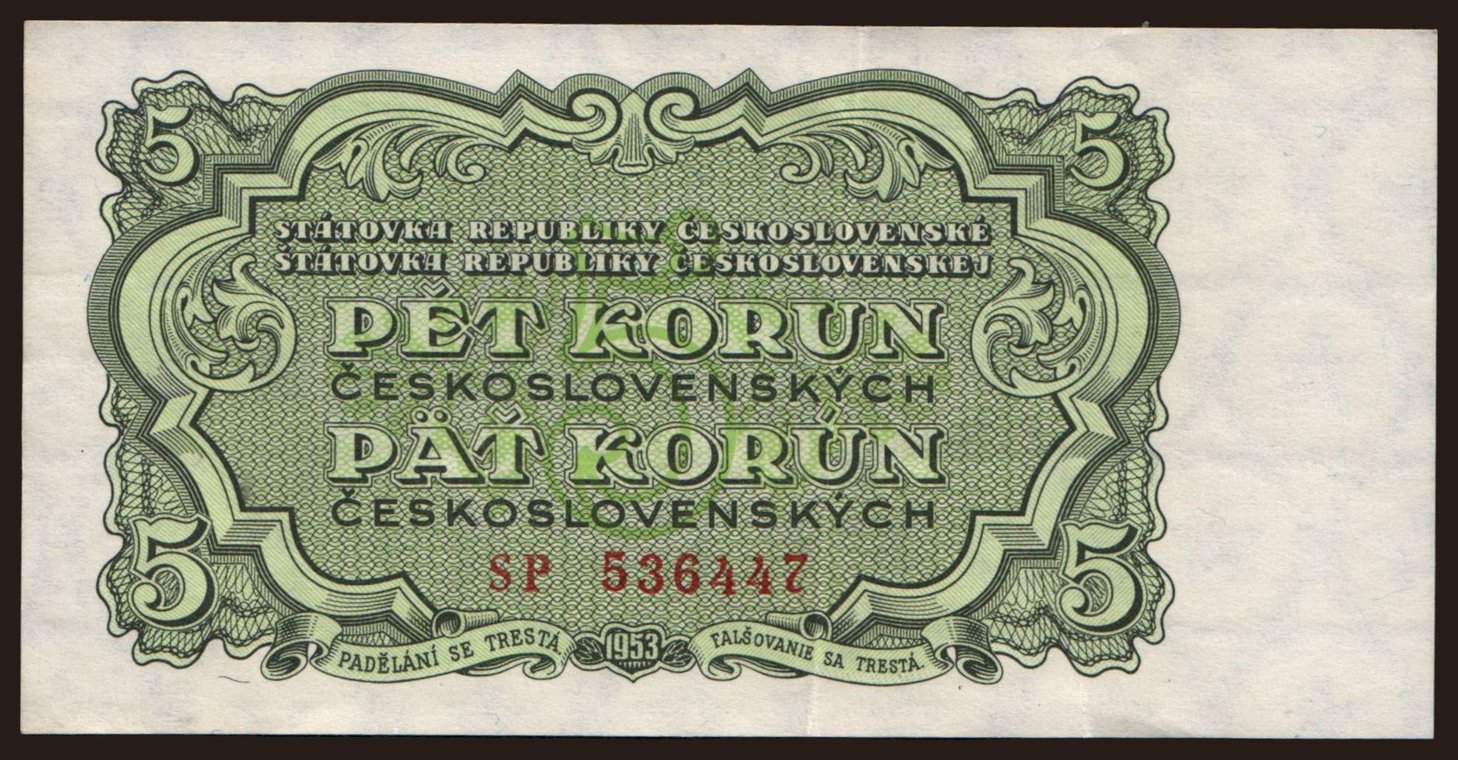 5 5
STÁTOVKA REPUBLIKY ČESKOSLOVENSKÉ
ŠTÁTOVKA REPUBLIKY ČESKOSLOVENSKEJ
PĚT KORUN
ČESKOSLOVENSKÝCH
PÄŤ KORÚN
ČESKOSLOVENSKÝCH
SP 536447
5 5
PADĚLÁNÍ SE TRESTÁ 1953 FALŠOVANIE SA TRESTÁ.